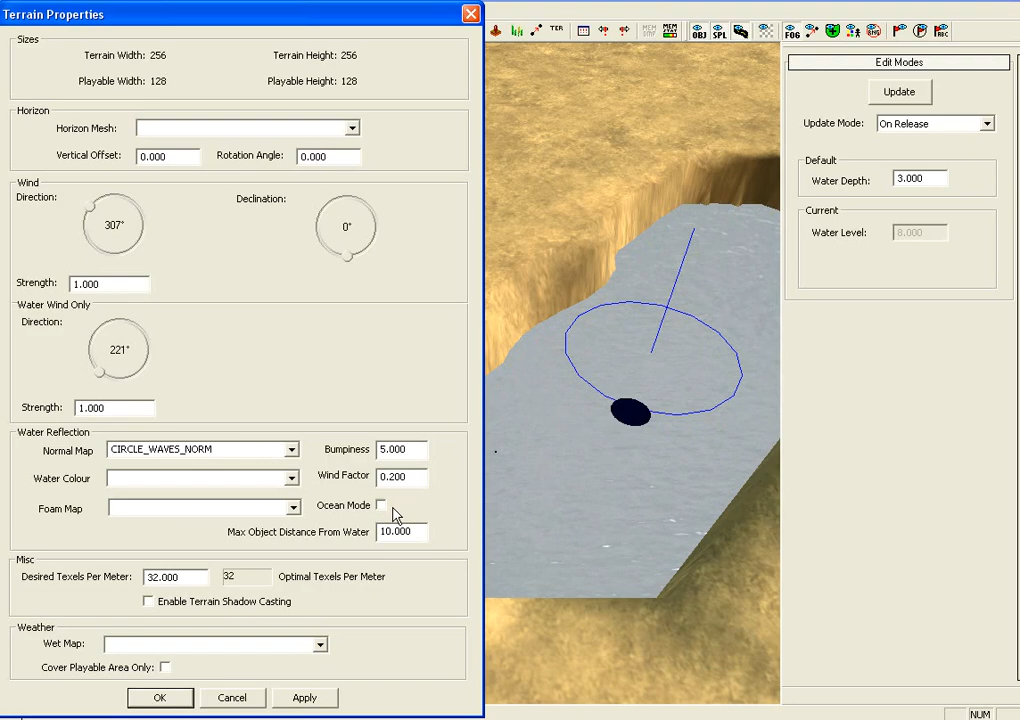 Terrain Properties
Sizes
Terrain Width: 256
Terrain Height: 256
Playable Width: 128
Playable Height: 128
Horizon
Horizon Mesh:
Vertical Offset: 0.000
Rotation Angle: 0.000
Wind
Direction:
307°
Declination:
0°
Strength: 1.000
Water Wind Only
Direction:
221°
Strength: 1.000
Water Reflection
Normal Map CIRCLE_WAVES_NORM
Bumpiness 5.000
Water Colour
Wind Factor 0.200
Foam Map
Ocean Mode
Max Object Distance From Water 10.000
Misc
Desired Texels Per Meter: 32.000 32 Optimal Texels Per Meter
Enable Terrain Shadow Casting
Weather
Wet Map:
Cover Playable Area Only:
OK Cancel Apply
TER
OBJ
SPL
FOG
Edit Modes
Update
Update Mode: On Release
Default
Water Depth: 3.000
Current
Water Level: 8.000
NUM